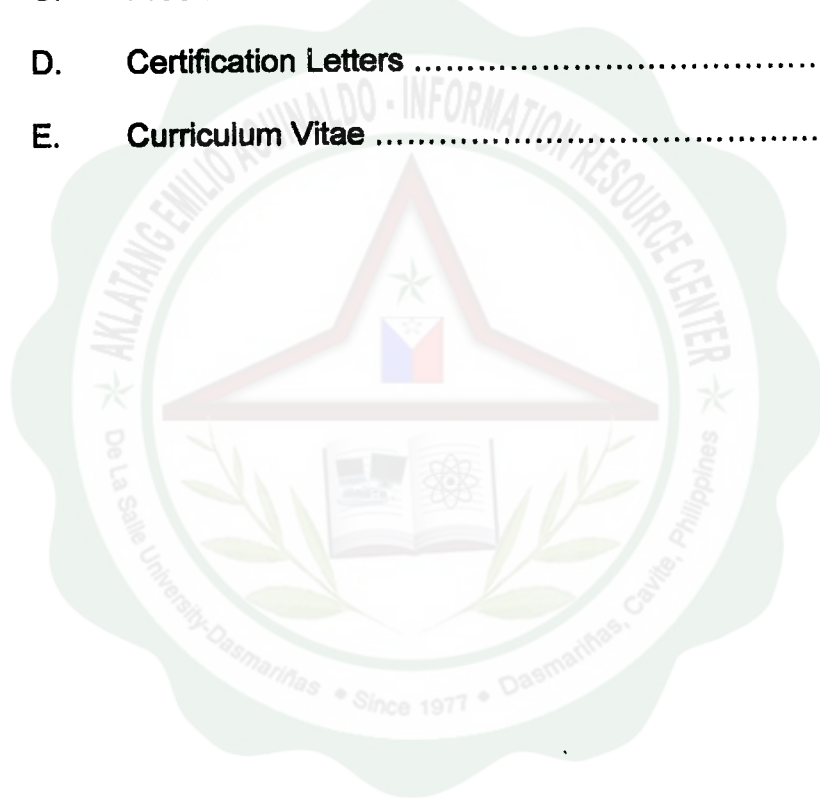 D. Certification Letters ........................................
E. Curriculum Vitae ............................................
AKLATANG EMILIO AGUINALDO - INFORMATION RESOURCE CENTER
De La Salle University-Dasmariñas • Since 1977 • Dasmariñas, Cavite, Philippines